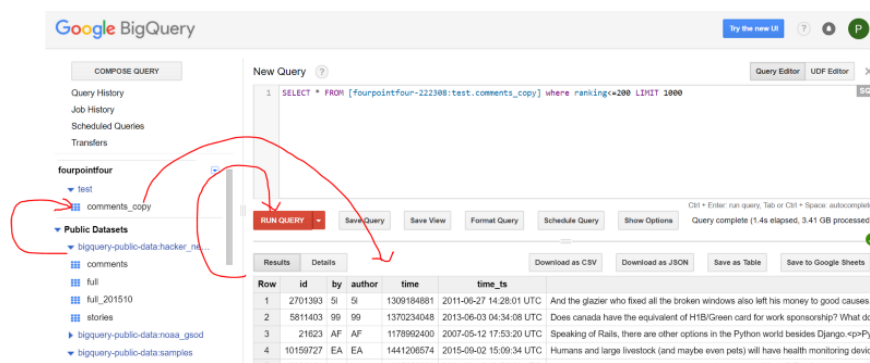 Google BigQuery
Try the new UI
?
P
COMPOSE QUERY
Query History
Job History
Scheduled Queries
Transfers
fourpointfour
test
comments_copy
Public Datasets
bigquery-public-data:hacker_ne...
comments
full
full_201510
stories
bigquery-public-data:noaa_gsod
bigquery-public-data:samples
New Query ?
Query Editor UDF Editor X
1 SELECT * FROM [fourpointfour-222308:test.comments_copy] where ranking<=200 LIMIT 1000
Ctrl + Enter: run query, Tab or Ctrl + Space: autocomplete
RUN QUERY Save Query Save View Format Query Schedule Query Show Options Query complete (1.4s elapsed, 3.41 GB processed
Results Details Download as CSV Download as JSON Save as Table Save to Google Sheets
Row id by author time time_ts
1 2701393 5l 5l 1309184881 2011-06-27 14:28:01 UTC And the glazier who fixed all the broken windows also left his money to good causes
2 5811403 99 99 1370234048 2013-06-03 04:34:08 UTC Does canada have the equivalent of H1B/Green card for work sponsorship? What do
3 21623 AF AF 1178992400 2007-05-12 17:53:20 UTC Speaking of Rails, there are other options in the Python world besides Django.<p>Py
4 10159727 EA EA 1441206574 2015-09-02 15:09:34 UTC Humans and large livestock (and maybe even pets) will have health monitoring devic